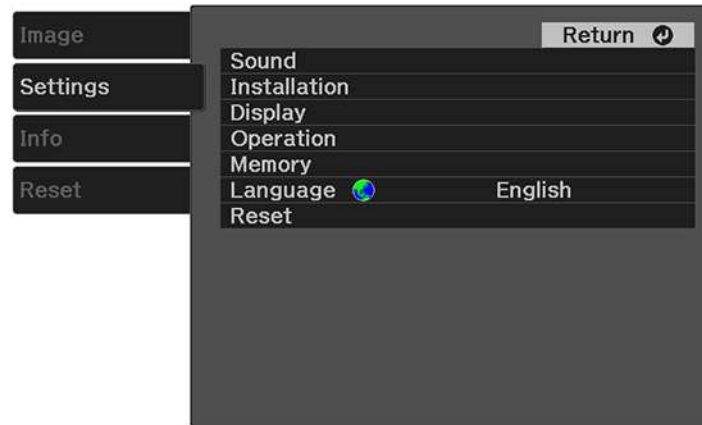 Image
Settings
Info
Reset
Return
Sound
Installation
Display
Operation
Memory
Language English
Reset